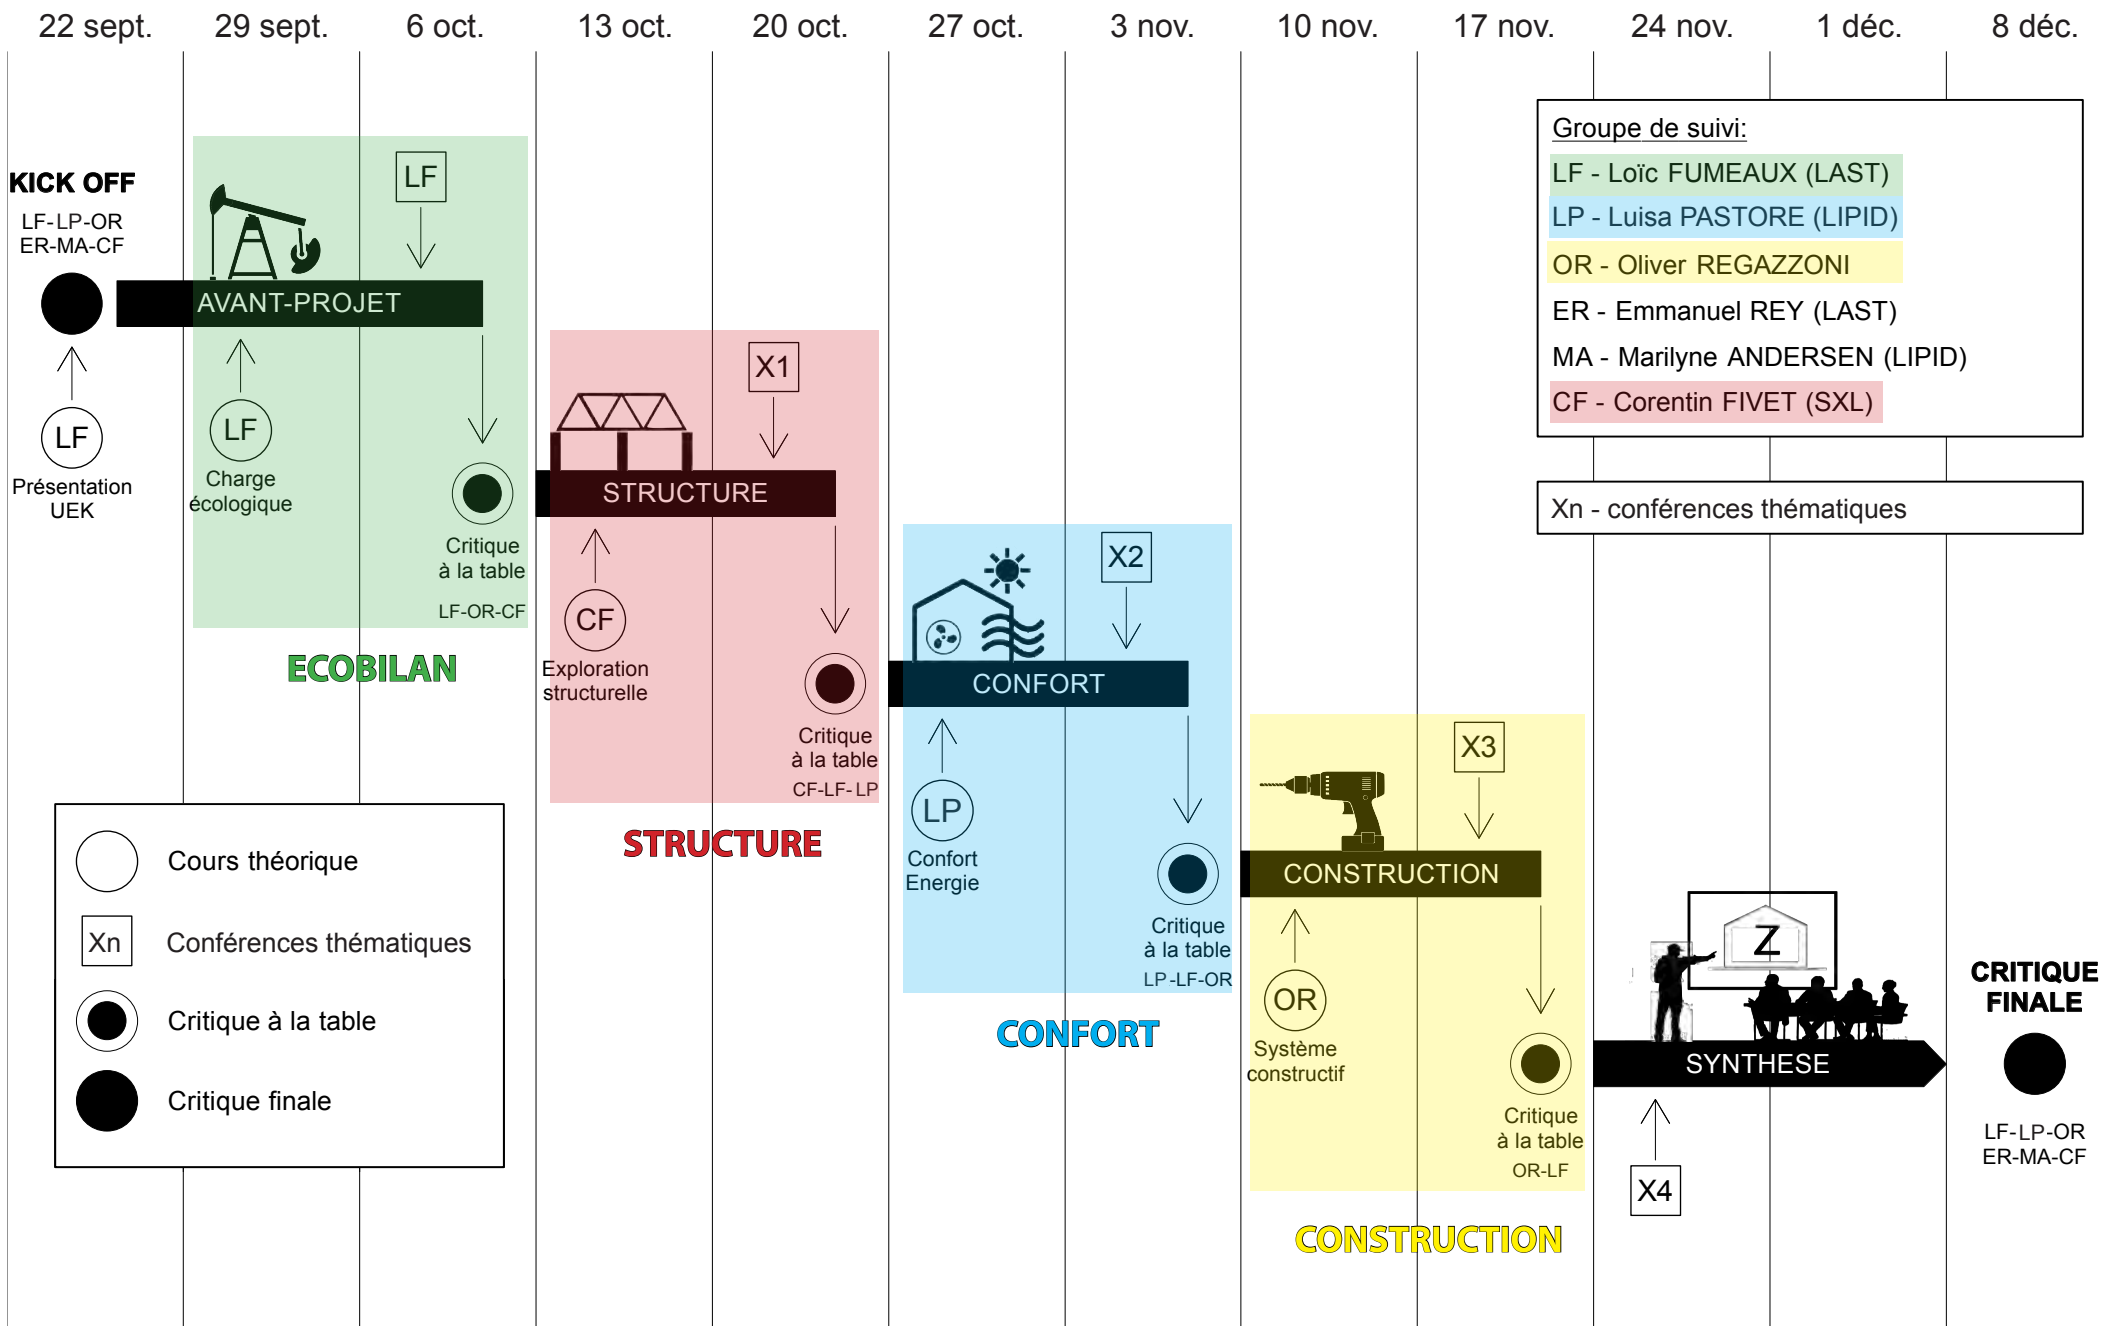 22 sept.
29 sept.
6 oct.
13 oct.
20 oct.
27 oct.
3 nov.
10 nov.
17 nov.
24 nov.
1 déc.
8 déc.
KICK OFF
LF-LP-OR
ER-MA-CF
LF
Présentation
UEK
LF
AVANT-PROJET
LF
Charge
écologique
Critique
à la table
LF-OR-CF
ECOBILAN
X1
STRUCTURE
CF
Exploration
structurelle
Critique
à la table
CF-LF-LP
STRUCTURE
X2
CONFORT
LP
Confort
Energie
Critique
à la table
LP-LF-OR
CONFORT
X3
CONSTRUCTION
OR
Système
constructif
Critique
à la table
OR-LF
CONSTRUCTION
Z
SYNTHESE
X4
CRITIQUE
FINALE
LF-LP-OR
ER-MA-CF
Groupe de suivi:
LF - Loïc FUMEAUX (LAST)
LP - Luisa PASTORE (LIPID)
OR - Oliver REGAZZONI
ER - Emmanuel REY (LAST)
MA - Marilyne ANDERSEN (LIPID)
CF - Corentin FIVET (SXL)
Xn - conférences thématiques
Cours théorique
Xn
Conférences thématiques
Critique à la table
Critique finale